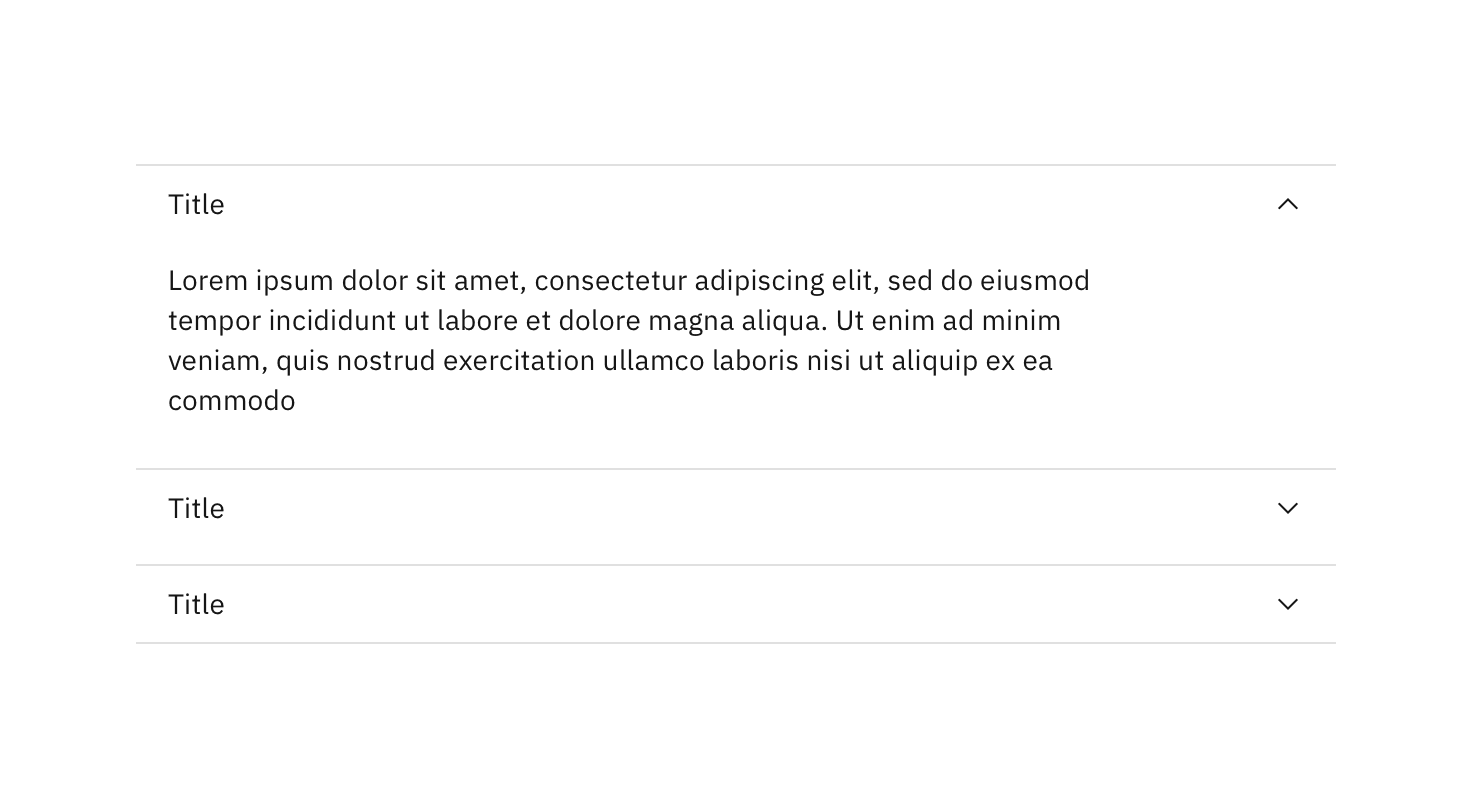 Title
Lorem ipsum dolor sit amet, consectetur adipiscing elit, sed do eiusmod
tempor incididunt ut labore et dolore magna aliqua. Ut enim ad minim
veniam, quis nostrud exercitation ullamco laboris nisi ut aliquip ex ea
commodo
Title
Title